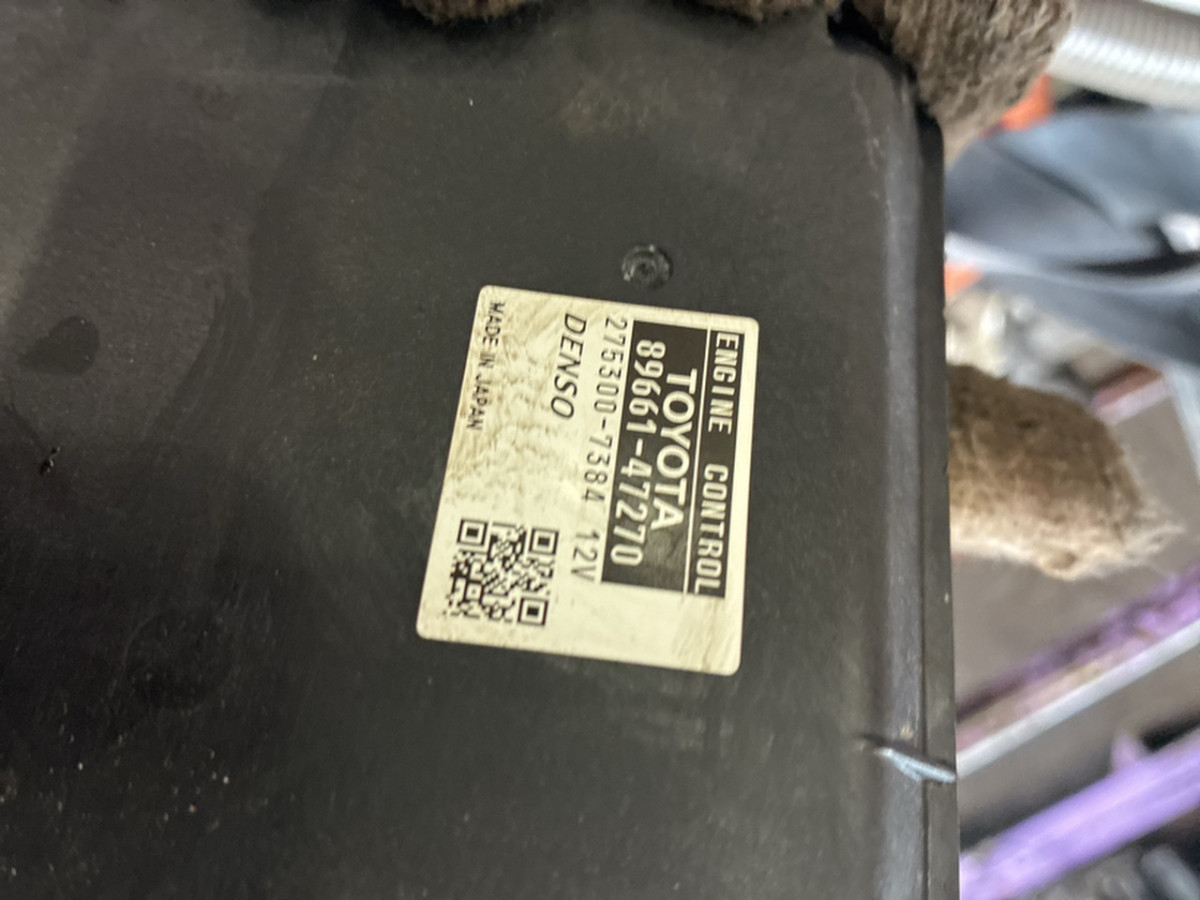 ENGINE CONTROL
TOYOTA
89661-47270
275300-7384 12V
DENSO
MADE IN JAPAN